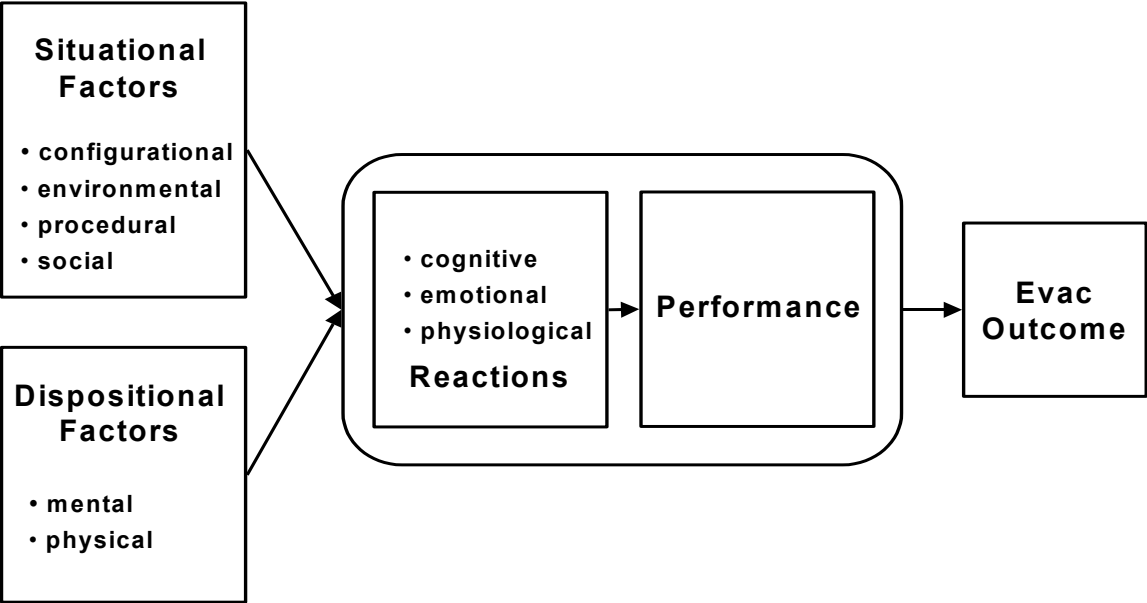 Situational
Factors
• configurational
• environmental
• procedural
• social
Dispositional
Factors
• mental
• physical
• cognitive
• emotional
• physiological
Reactions
Performance
Evac
Outcome